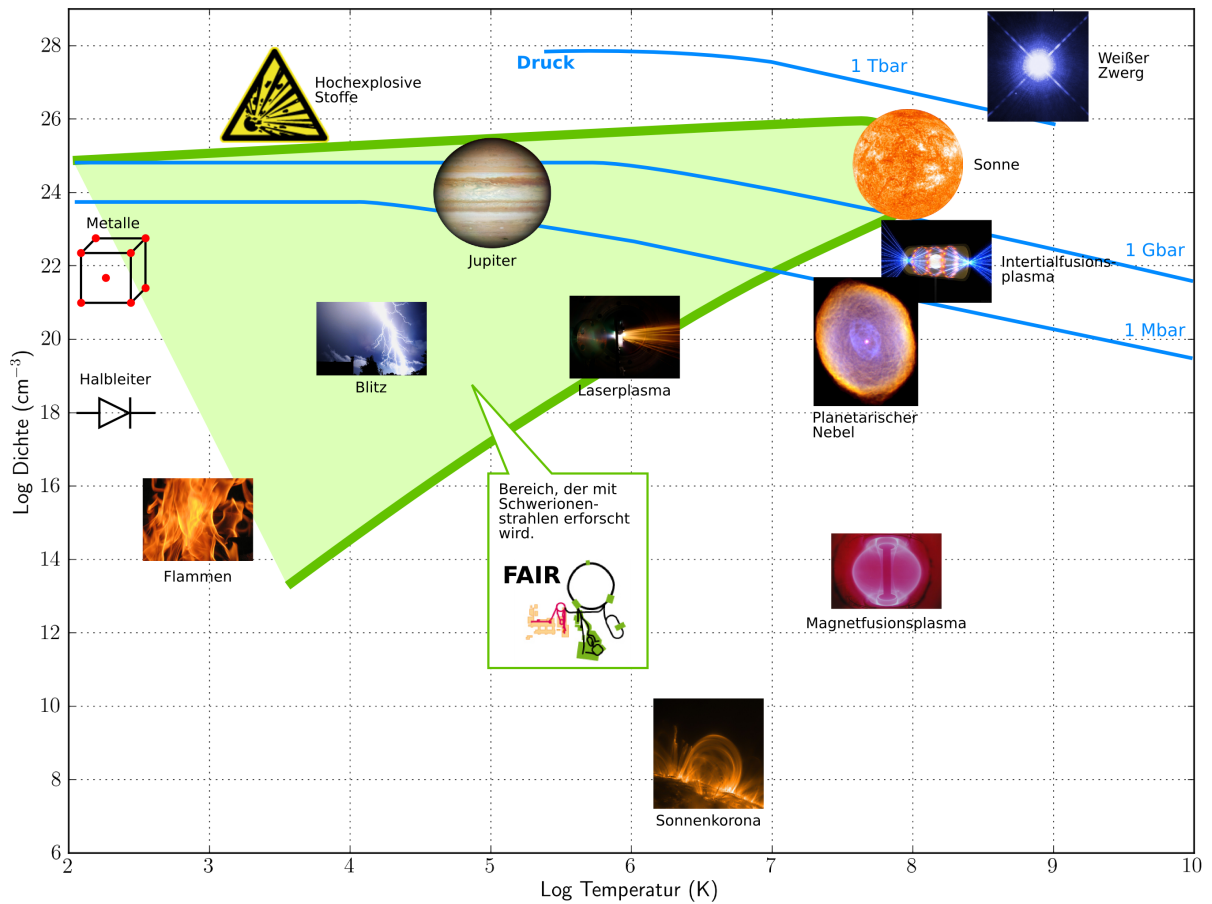 28
26
24
22
20
18
16
14
12
10
8
6
Log Dichte (cm⁻³)
2
3
4
5
6
7
8
9
10
Log Temperatur (K)
Druck
1 Tbar
1 Gbar
1 Mbar
Hochexplosive
Stoffe
Weißer
Zwerg
Sonne
Metalle
Jupiter
Intertialfusions-
plasma
Halbleiter
Blitz
Laserplasma
Planetarischer
Nebel
Flammen
Bereich, der mit
Schwerionen-
strahlen erforscht
wird.
FAIR
Magnetfusionsplasma
Sonnenkorona